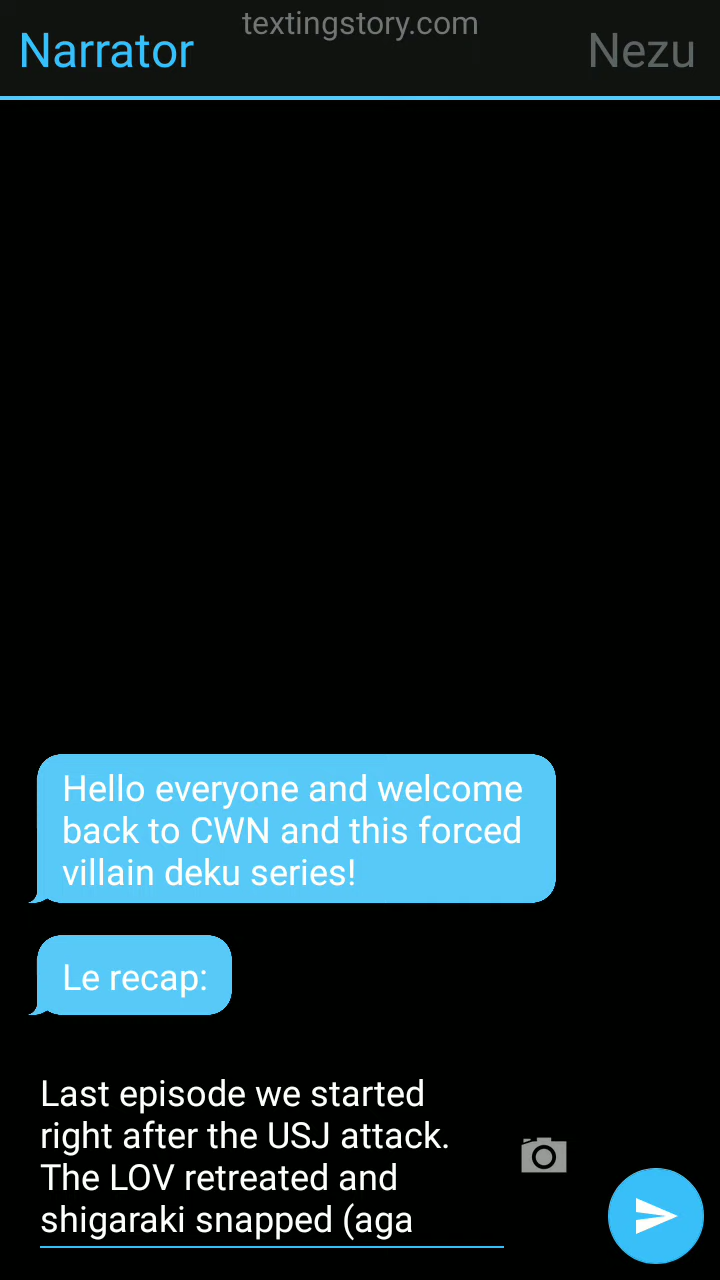 textingstory.com
Narrator
Nezu
Hello everyone and welcome
back to CWN and this forced
villain deku series!
Le recap:
Last episode we started
right after the USJ attack.
The LOV retreated and
shigaraki snapped (aga